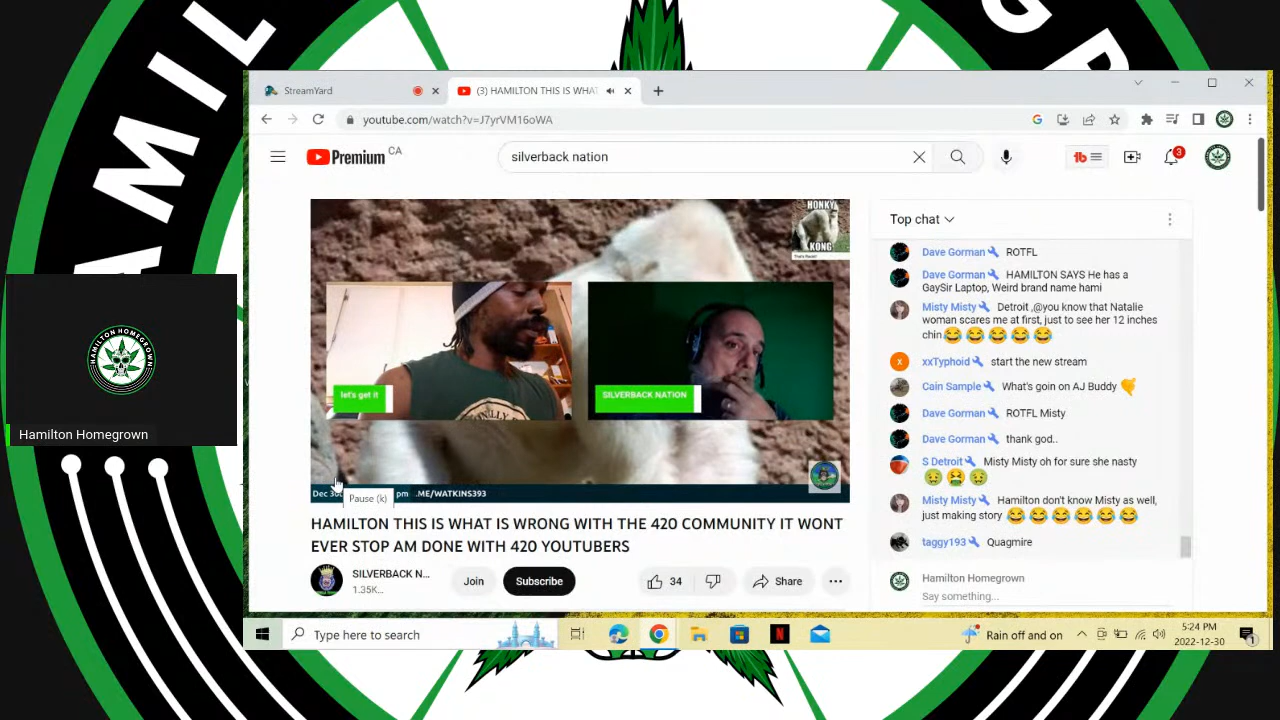 HAMIL
GR
StreamYard
(3) HAMILTON THIS IS WHAT
youtube.com/watch?v=J7yrVM16oWA
Premium CA
silverback nation
3
HONKY
KONG
let's get it
SILVERBACK NATION
pm .ME/WATKINS393
Pause (k)
HAMILTON THIS IS WHAT IS WRONG WITH THE 420 COMMUNITY IT WONT
EVER STOP AM DONE WITH 420 YOUTUBERS
SILVERBACK N...
1.35K...
Join
Subscribe
34
Share
Top chat
Dave Gorman ROTFL
Dave Gorman HAMILTON SAYS He has a
GaySir Laptop, Weird brand name hami
Misty Misty Detroit ,@you know that Natalie
woman scares me at first, just to see her 12 inches
chin😂😂😂😂😂
xxTyphoid start the new stream
Cain Sample What's goin on AJ Buddy
Dave Gorman ROTFL Misty
Dave Gorman thank god..
S Detroit Misty Misty oh for sure she nasty
🤢🤮🤢
Misty Misty Hamilton don't know Misty as well,
just making story 😂😂😂😂😂😂
taggy193 Quagmire
Hamilton Homegrown
Say something...
HAMILTON HOMEGROWN
Hamilton Homegrown
Type here to search
Rain off and on
5:24 PM
2022-12-30
1